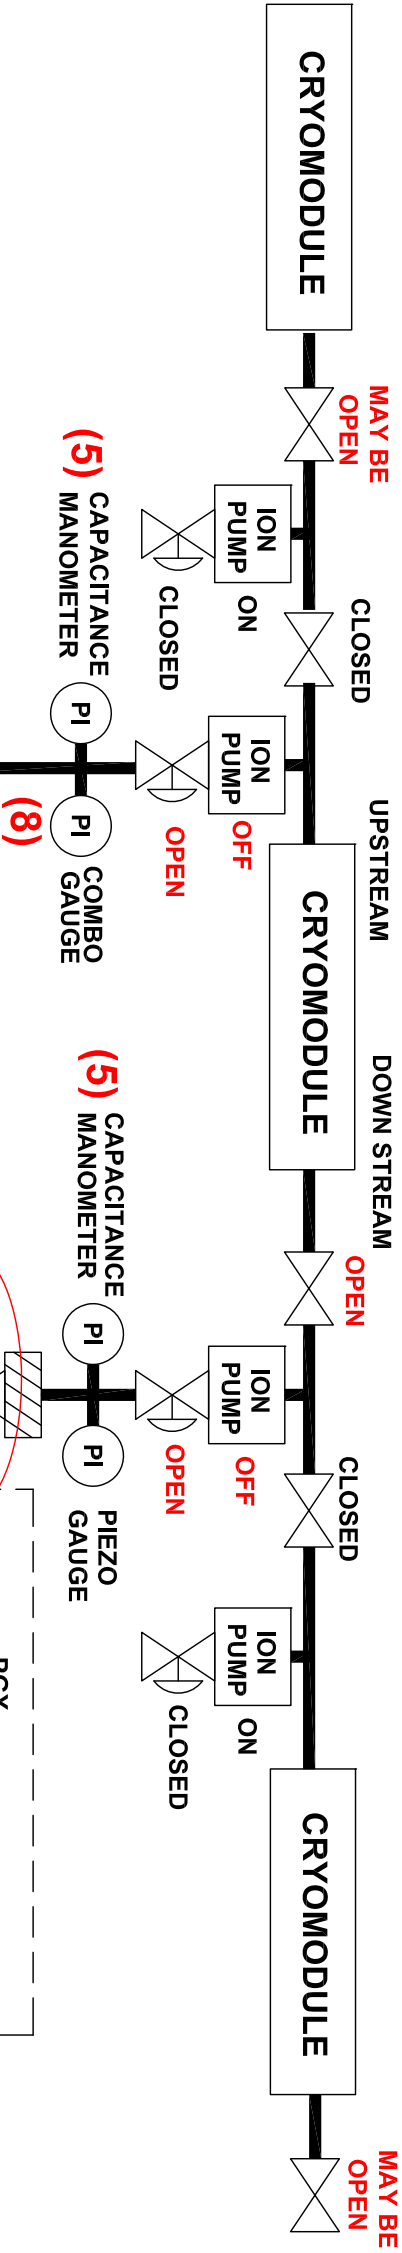 CRYOMODULE
MAY BE
OPEN
ION
PUMP
ON
CLOSED
CLOSED
(5)
CAPACITANCE
MANOMETER
PI
PI
(8)
COMBO
GAUGE
ION
PUMP
OFF
OPEN
UPSTREAM
CRYOMODULE
DOWN STREAM
(5)
CAPACITANCE
MANOMETER
PI
PI
PIEZO
GAUGE
OPEN
ION
PUMP
OFF
OPEN
CLOSED
ION
PUMP
ON
CLOSED
CRYOMODULE
MAY BE
OPEN